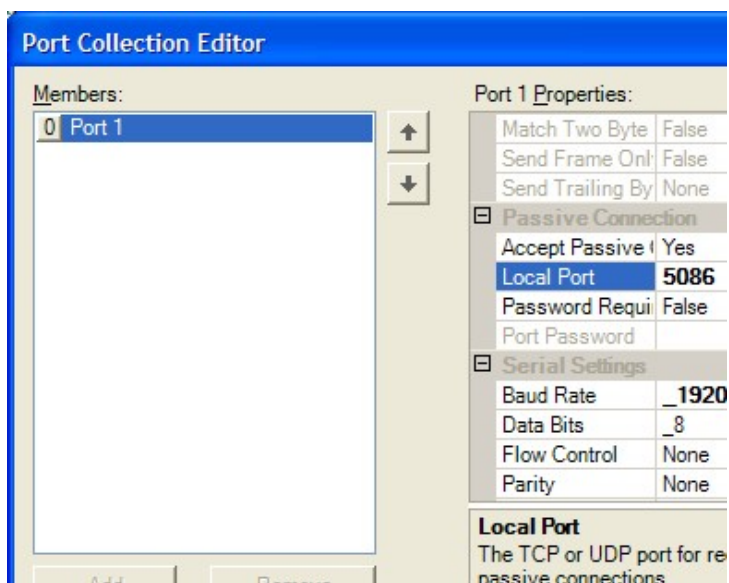 Port Collection Editor
Members:
0 Port 1
Port 1 Properties:
Match Two Byte False
Send Frame Onl False
Send Trailing By None
Passive Connection
Accept Passive Yes
Local Port 5086
Password Requi False
Port Password
Serial Settings
Baud Rate _1920
Data Bits _8
Flow Control None
Parity None
Local Port
The TCP or UDP port for re
passive connections
Add Remove